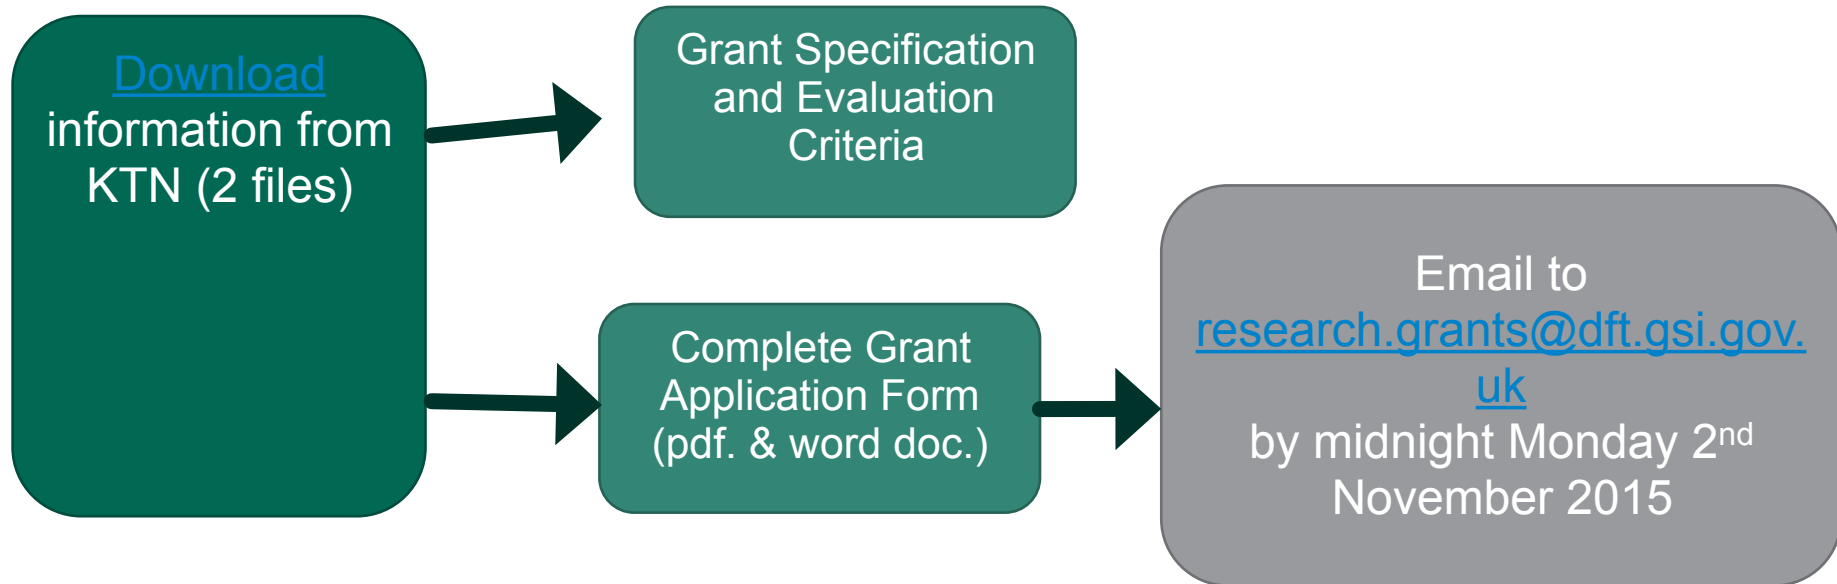 Download
information from
KTN (2 files)
Grant Specification
and Evaluation
Criteria
Complete Grant
Application Form
(pdf. & word doc.)
Email to
research.grants@dft.gsi.gov.
uk
by midnight Monday 2nd
November 2015